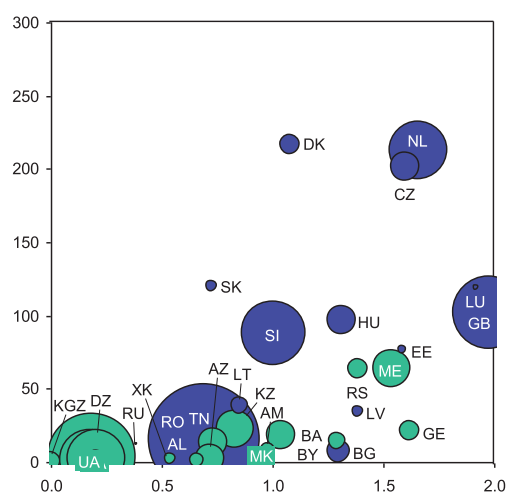 300
250
200
150
100
50
0
DK
NL
CZ
SK
LU
GB
HU
SI
EE
ME
AZ
LT
RS
XK
KZ
DZ
KGZ
RU
RO
TN
AM
LV
AL
BA
GE
MK
BY
BG
UA
0.0
0.5
1.0
1.5
2.0